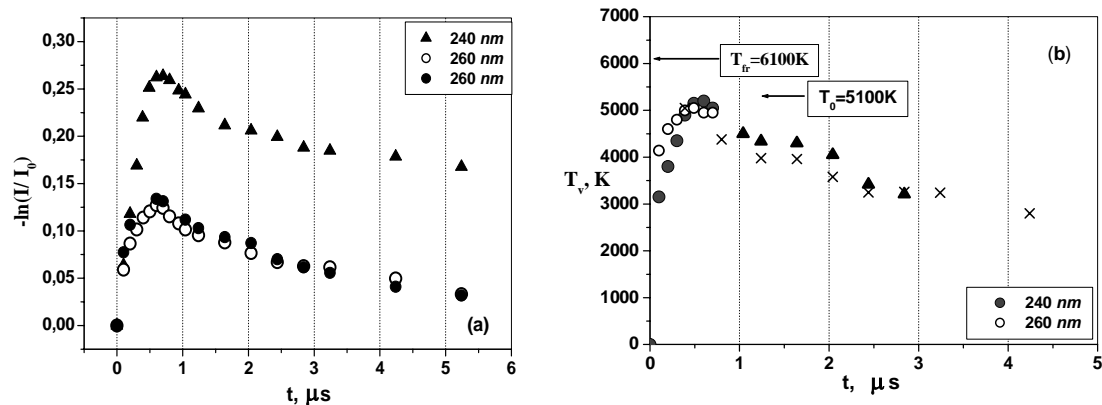 0,30
0,25
0,20
0,15
0,10
0,05
0,00
-ln(I/I₀)
240 nm
260 nm
260 nm
(a)
0 1 2 3 4 5 6
t, μs
7000
6000
5000
4000
3000
2000
1000
0
Tᵥ, K
T_fr=6100K
T₀=5100K
(b)
240 nm
260 nm
0 1 2 3 4 5
t, μs